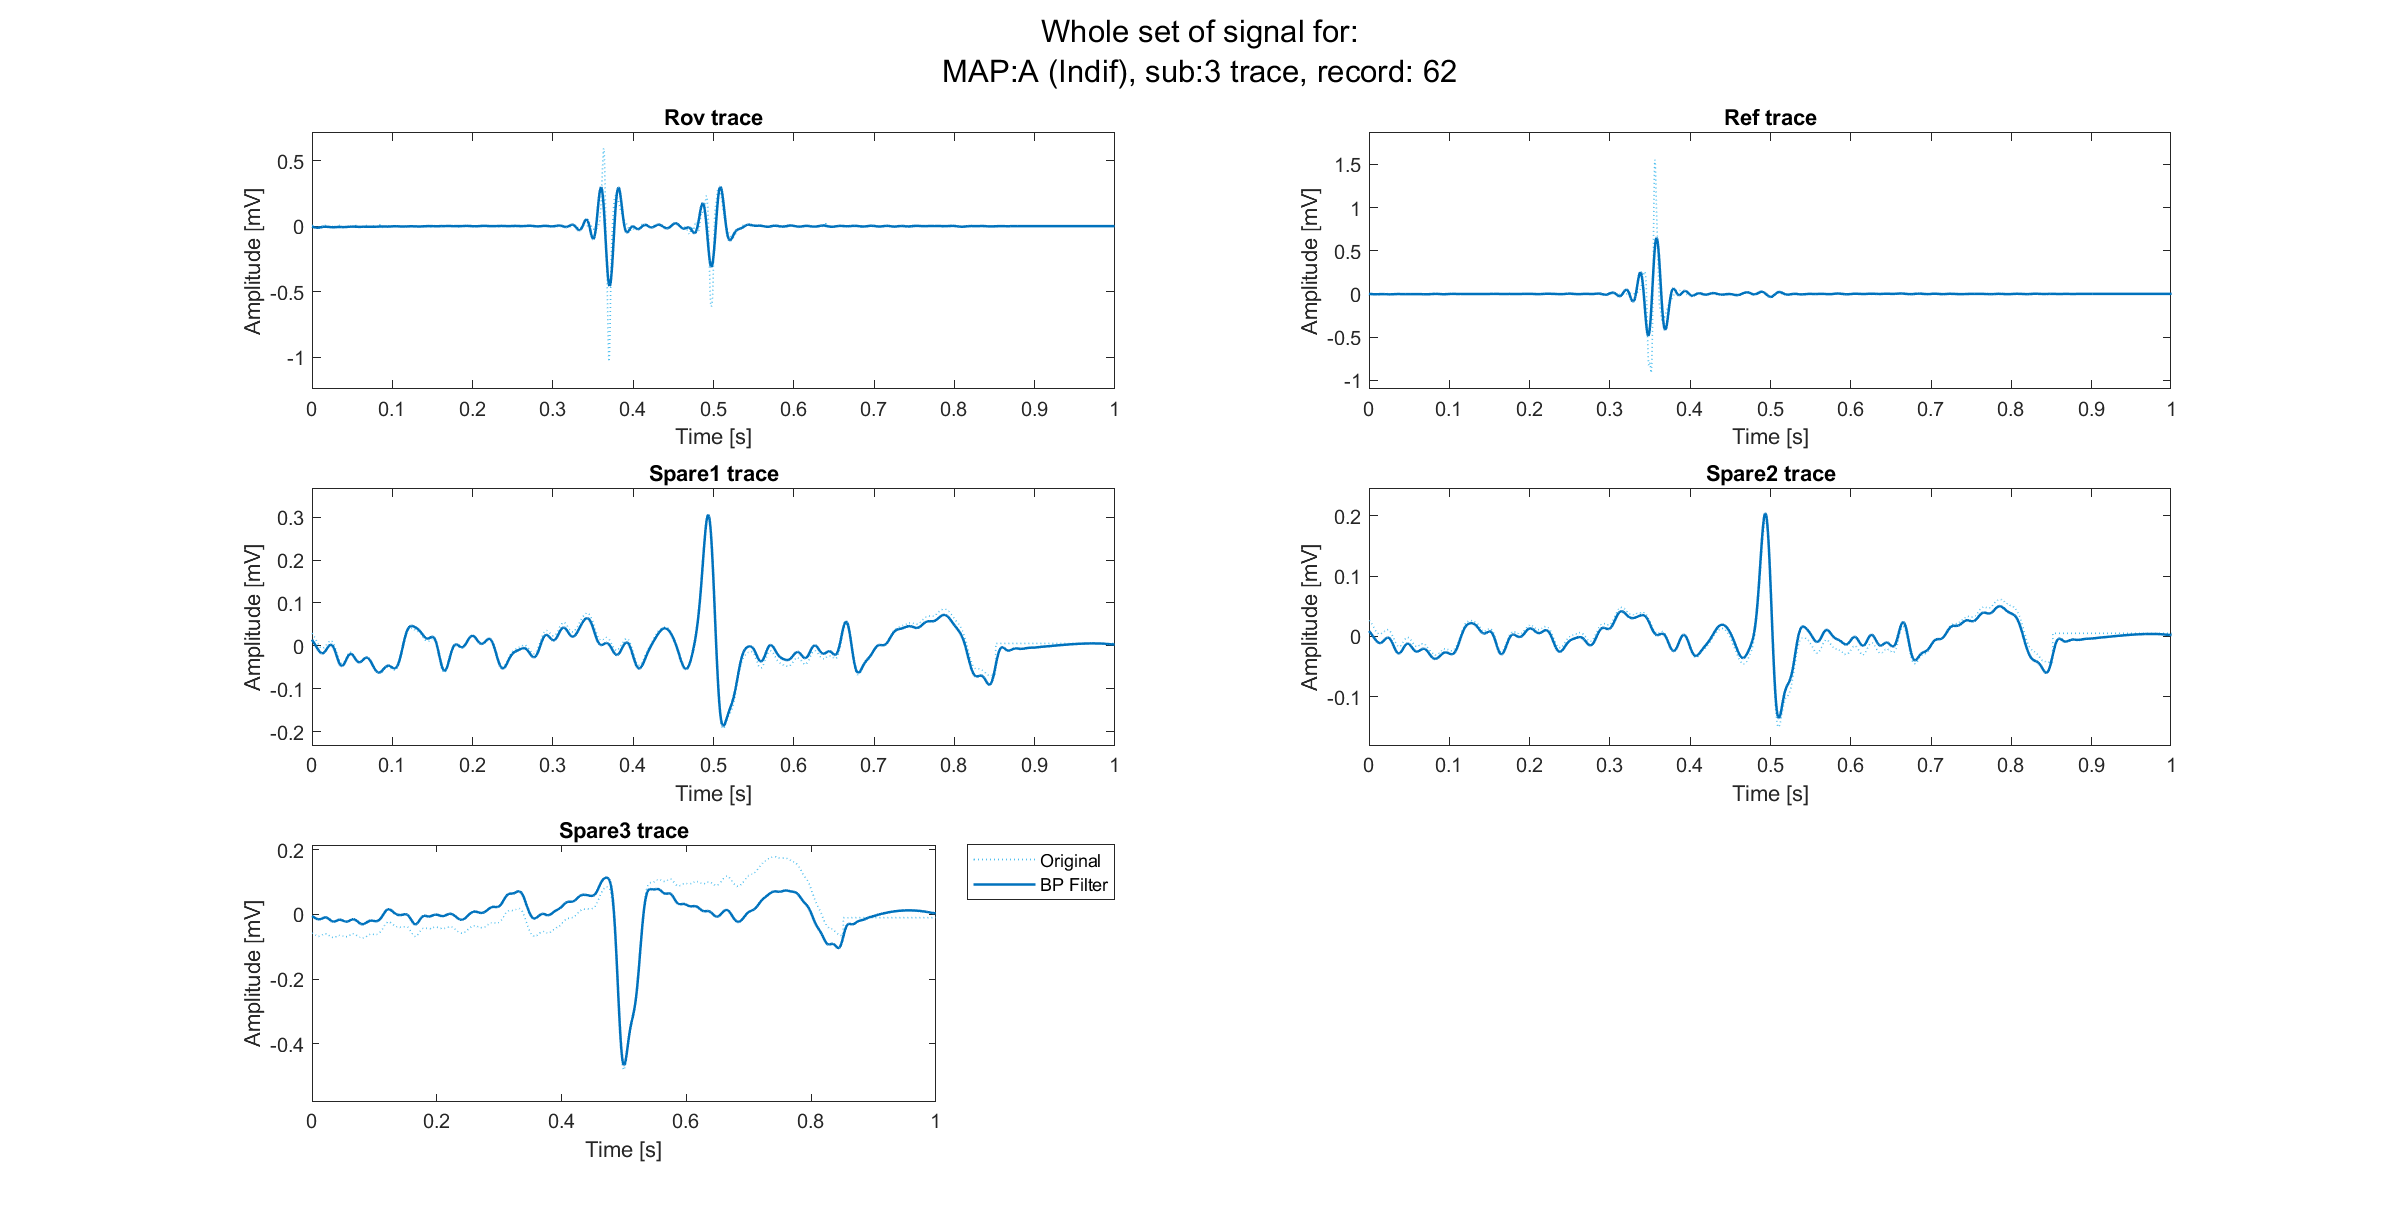 Whole set of signal for:
MAP:A (Indif), sub:3 trace, record: 62
Rov trace
Amplitude [mV]
0.5
0
-0.5
-1
0 0.1 0.2 0.3 0.4 0.5 0.6 0.7 0.8 0.9 1
Time [s]
Ref trace
Amplitude [mV]
1.5
1
0.5
0
-0.5
-1
0 0.1 0.2 0.3 0.4 0.5 0.6 0.7 0.8 0.9 1
Time [s]
Spare1 trace
Amplitude [mV]
0.3
0.2
0.1
0
-0.1
-0.2
0 0.1 0.2 0.3 0.4 0.5 0.6 0.7 0.8 0.9 1
Time [s]
Spare2 trace
Amplitude [mV]
0.2
0.1
0
-0.1
0 0.1 0.2 0.3 0.4 0.5 0.6 0.7 0.8 0.9 1
Time [s]
Spare3 trace
Amplitude [mV]
0.2
0
-0.2
-0.4
0 0.2 0.4 0.6 0.8 1
Time [s]
Original
BP Filter